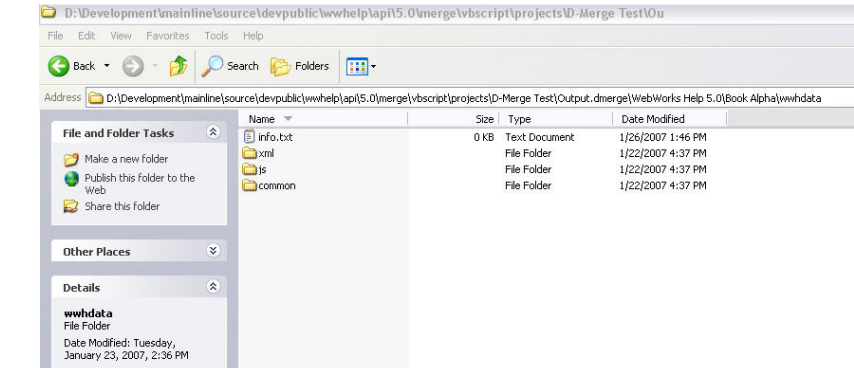 D:\Development\mainline\source\devpublic\wwhelp\api\5.0\merge\vbscript\projects\D-Merge Test\Ou
File Edit View Favorites Tools Help
Back Search Folders
Address D:\Development\mainline\source\devpublic\wwhelp\api\5.0\merge\vbscript\projects\D-Merge Test\Output.dmerge\WebWorks Help 5.0\Book Alpha\wwhdata
Name Size Type Date Modified
info.txt 0 KB Text Document 1/26/2007 1:46 PM
xml File Folder 1/22/2007 4:37 PM
js File Folder 1/22/2007 4:37 PM
common File Folder 1/22/2007 4:37 PM
File and Folder Tasks
Make a new folder
Publish this folder to the
Web
Share this folder
Other Places
Details
wwhdata
File Folder
Date Modified: Tuesday,
January 23, 2007, 2:36 PM